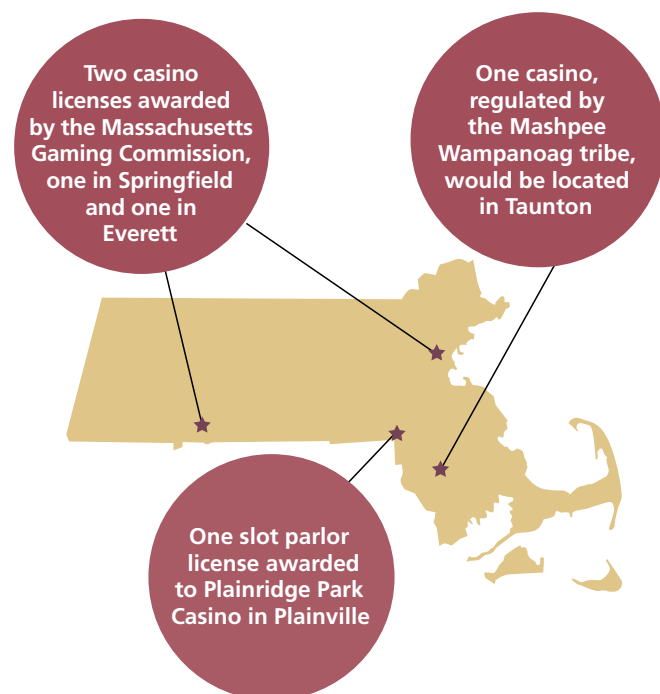 Two casino
licenses awarded
by the Massachusetts
Gaming Commission,
one in Springfield
and one in
Everett
One casino,
regulated by
the Mashpee
Wampanoag tribe,
would be located
in Taunton
One slot parlor
license awarded
to Plainridge Park
Casino in Plainville